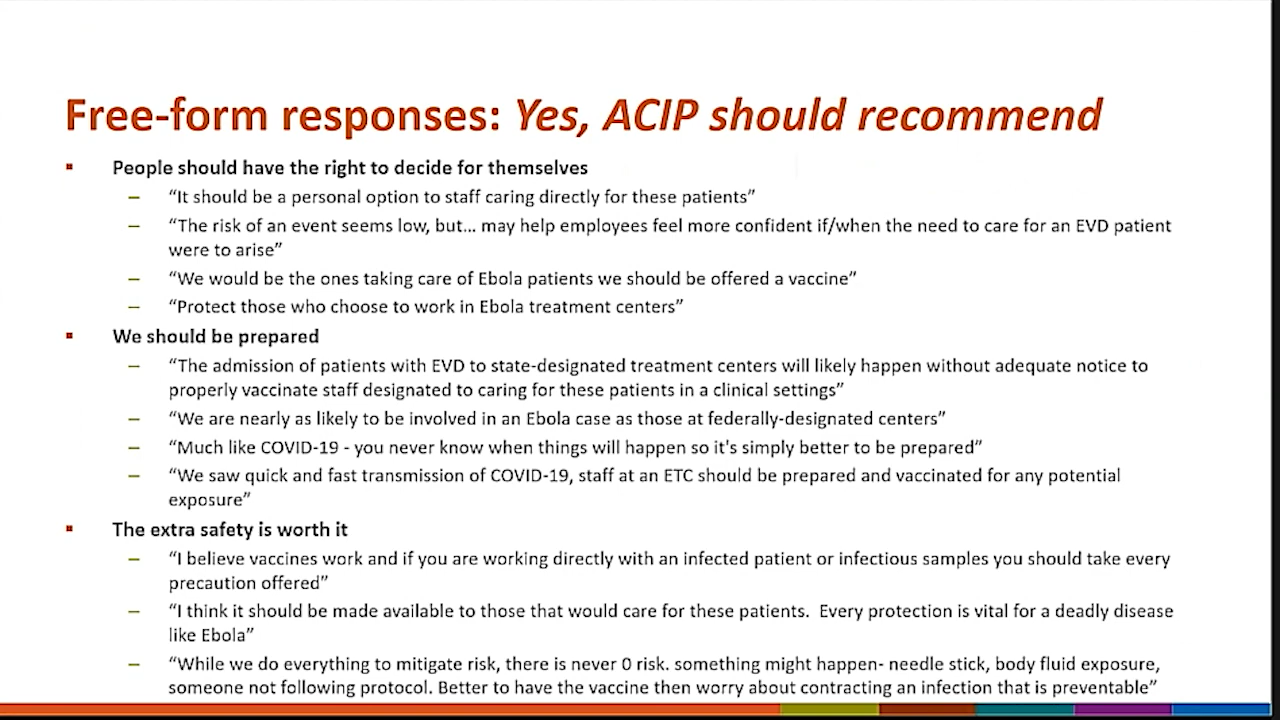 Free-form responses: Yes, ACIP should recommend
▪ People should have the right to decide for themselves
– “It should be a personal option to staff caring directly for these patients”
– “The risk of an event seems low, but... may help employees feel more confident if/when the need to care for an EVD patient
were to arise”
– “We would be the ones taking care of Ebola patients we should be offered a vaccine”
– “Protect those who choose to work in Ebola treatment centers”
▪ We should be prepared
– “The admission of patients with EVD to state-designated treatment centers will likely happen without adequate notice to
properly vaccinate staff designated to caring for these patients in a clinical settings”
– “We are nearly as likely to be involved in an Ebola case as those at federally-designated centers”
– “Much like COVID-19 - you never know when things will happen so it's simply better to be prepared”
– “We saw quick and fast transmission of COVID-19, staff at an ETC should be prepared and vaccinated for any potential
exposure”
▪ The extra safety is worth it
– “I believe vaccines work and if you are working directly with an infected patient or infectious samples you should take every
precaution offered”
– “I think it should be made available to those that would care for these patients.  Every protection is vital for a deadly disease
like Ebola”
– “While we do everything to mitigate risk, there is never 0 risk. something might happen- needle stick, body fluid exposure,
someone not following protocol. Better to have the vaccine then worry about contracting an infection that is preventable”